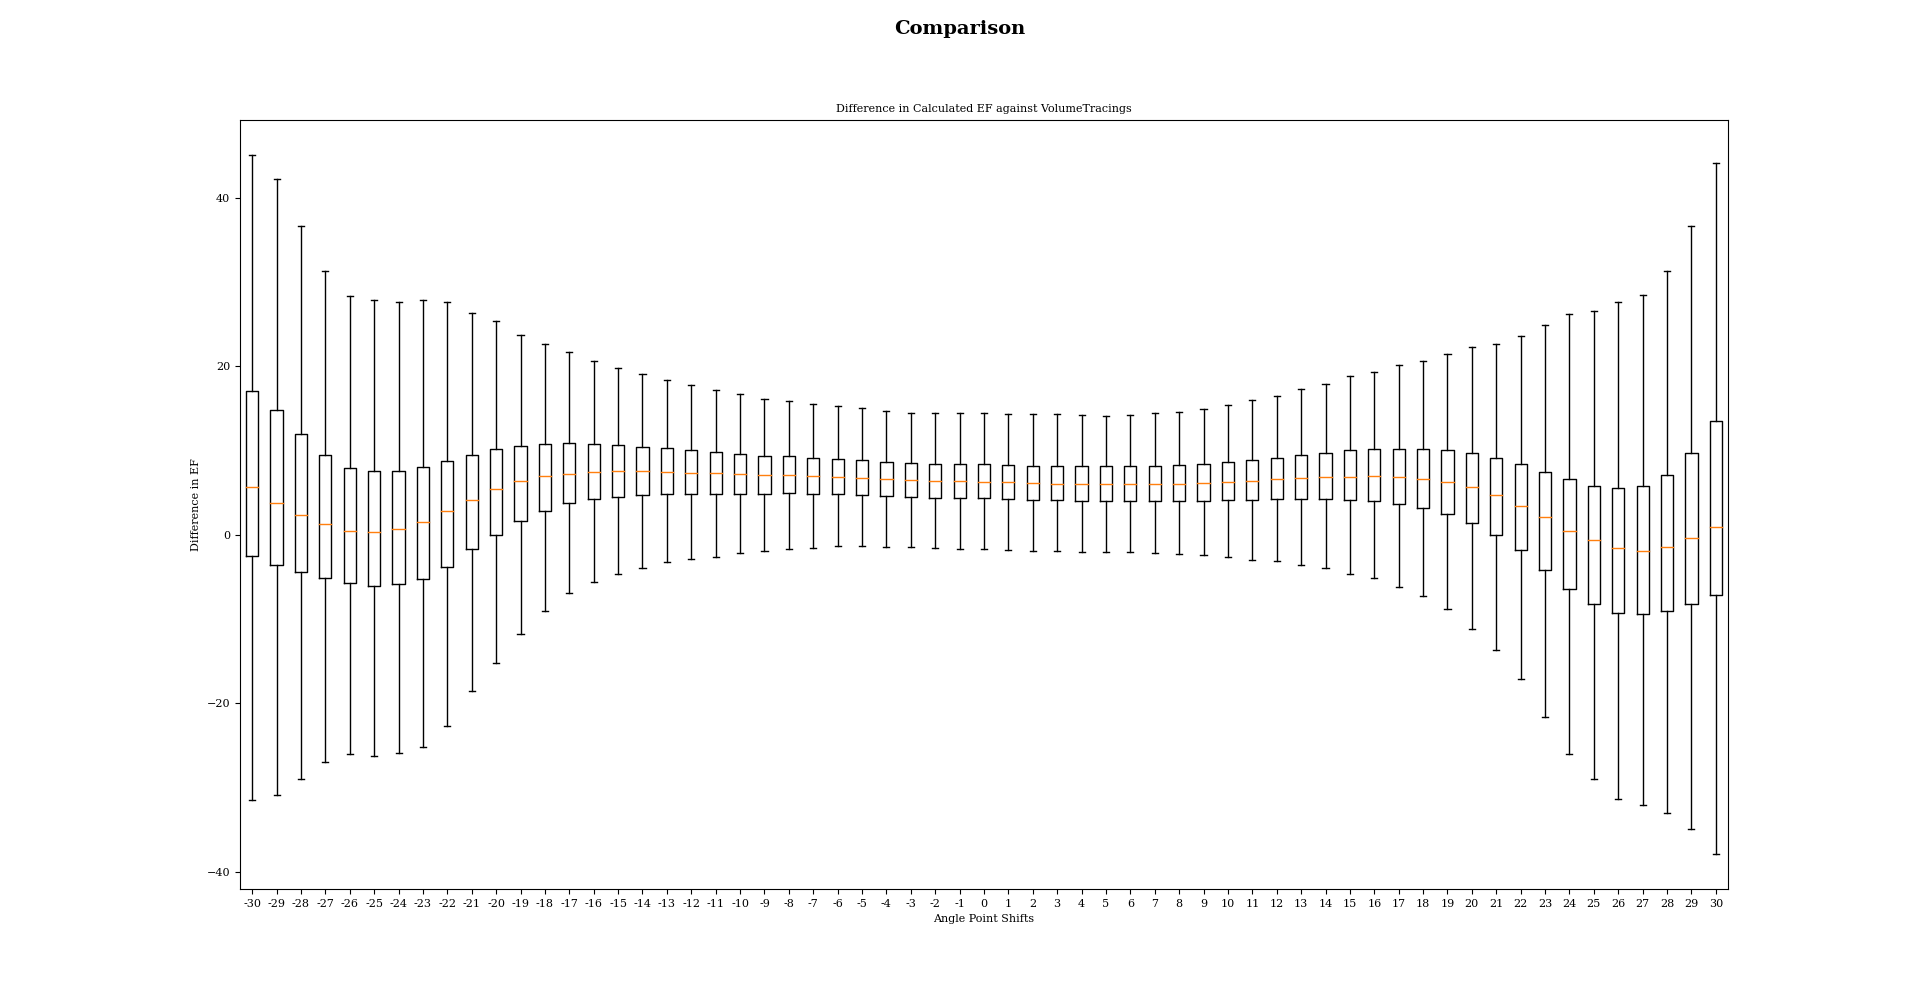 Comparison
Difference in Calculated EF against VolumeTracings
Difference in EF
40
20
0
−20
−40
-30 -29 -28 -27 -26 -25 -24 -23 -22 -21 -20 -19 -18 -17 -16 -15 -14 -13 -12 -11 -10 -9 -8 -7 -6 -5 -4 -3 -2 -1 0 1 2 3 4 5 6 7 8 9 10 11 12 13 14 15 16 17 18 19 20 21 22 23 24 25 26 27 28 29 30
Angle Point Shifts